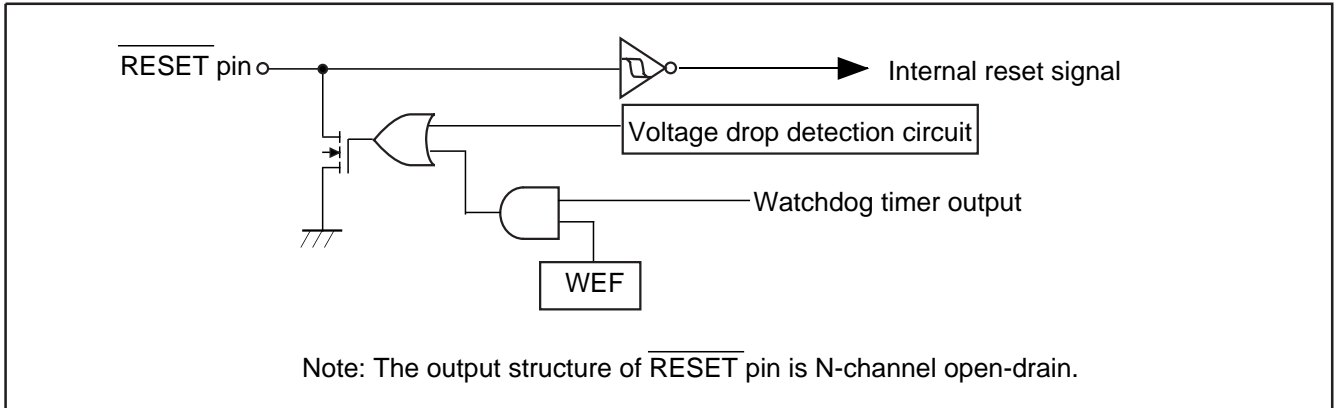 RESET pin
Internal reset signal
Voltage drop detection circuit
Watchdog timer output
WEF
Note: The output structure of RESET pin is N-channel open-drain.